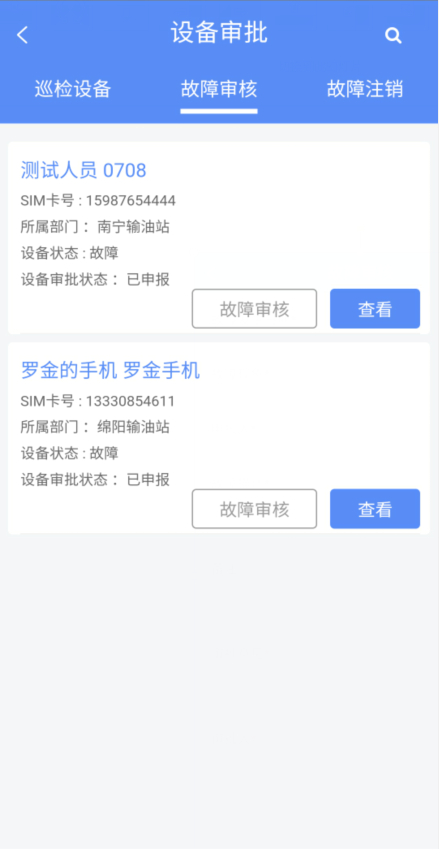 设备审批
巡检设备 故障审核 故障注销
测试人员 0708
SIM卡号 : 15987654444
所属部门 : 南宁输油站
设备状态 : 故障
设备审批状态 : 已申报
故障审核 查看
罗金的手机 罗金手机
SIM卡号 : 13330854611
所属部门 : 绵阳输油站
设备状态 : 故障
设备审批状态 : 已申报
故障审核 查看